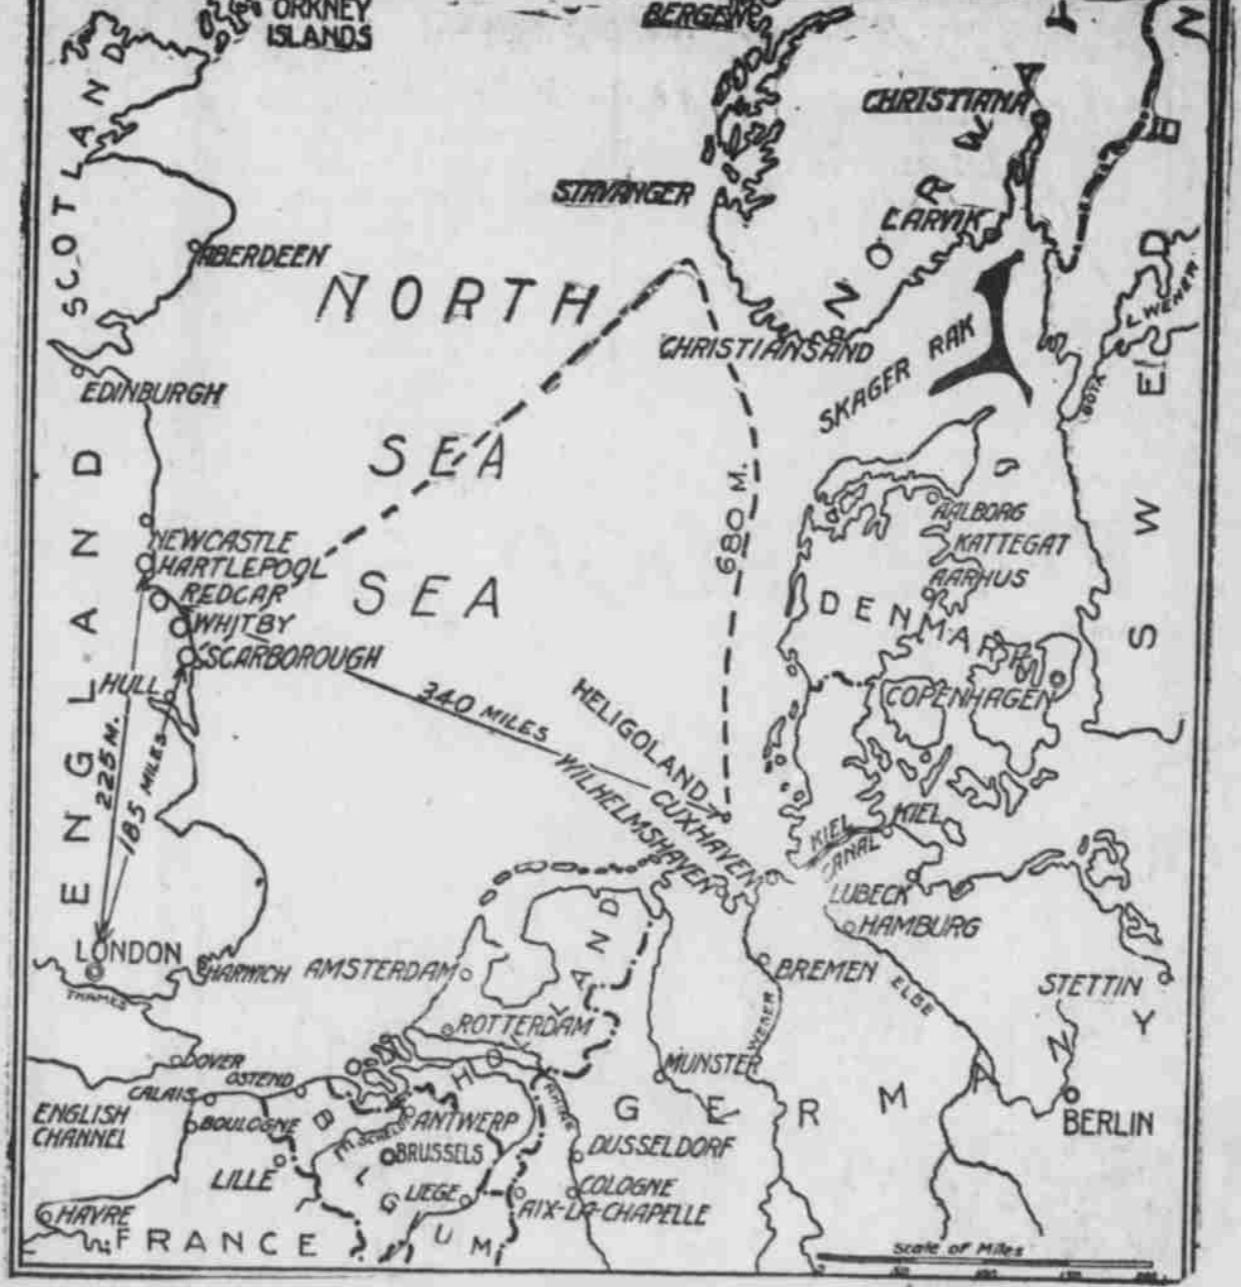 ORKNEY
ISLANDS
BERGEN
CHRISTIANA
STAVANGER
LARVIK
NORWAY
SCOTLAND
ABERDEEN
NORTH
SEA
CHRISTIANSAND
SKAGER RAK
L. WENER.
GOTA
SWEDEN
EDINBURGH
ENGLAND
680 M.
AALBORG
KATTEGAT
AARHUS
DENMARK
COPENHAGEN
NEWCASTLE
HARTLEPOOL
REDCAR
WHITBY
SCARBOROUGH
SEA
HULL
225 M.
185 MILES
340 MILES
HELIGOLAND
CUXHAVEN
WILHELMSHAVEN
KIEL
KIEL
CANAL
LUBECK
HAMBURG
LONDON
THAMES
HARWICH
AMSTERDAM
BREMEN
ELBE
STETTIN
ROTTERDAM
HOLLAND
WESER
MUNSTER
DOVER
OSTEND
CALAIS
BOULOGNE
ENGLISH
CHANNEL
ANTWERP
BRUSSELS
BELGIUM
GERMANY
BERLIN
DUSSELDORF
LILLE
LIEGE
COLOGNE
AIX-LA-CHAPELLE
HAVRE
FRANCE
Scale of Miles